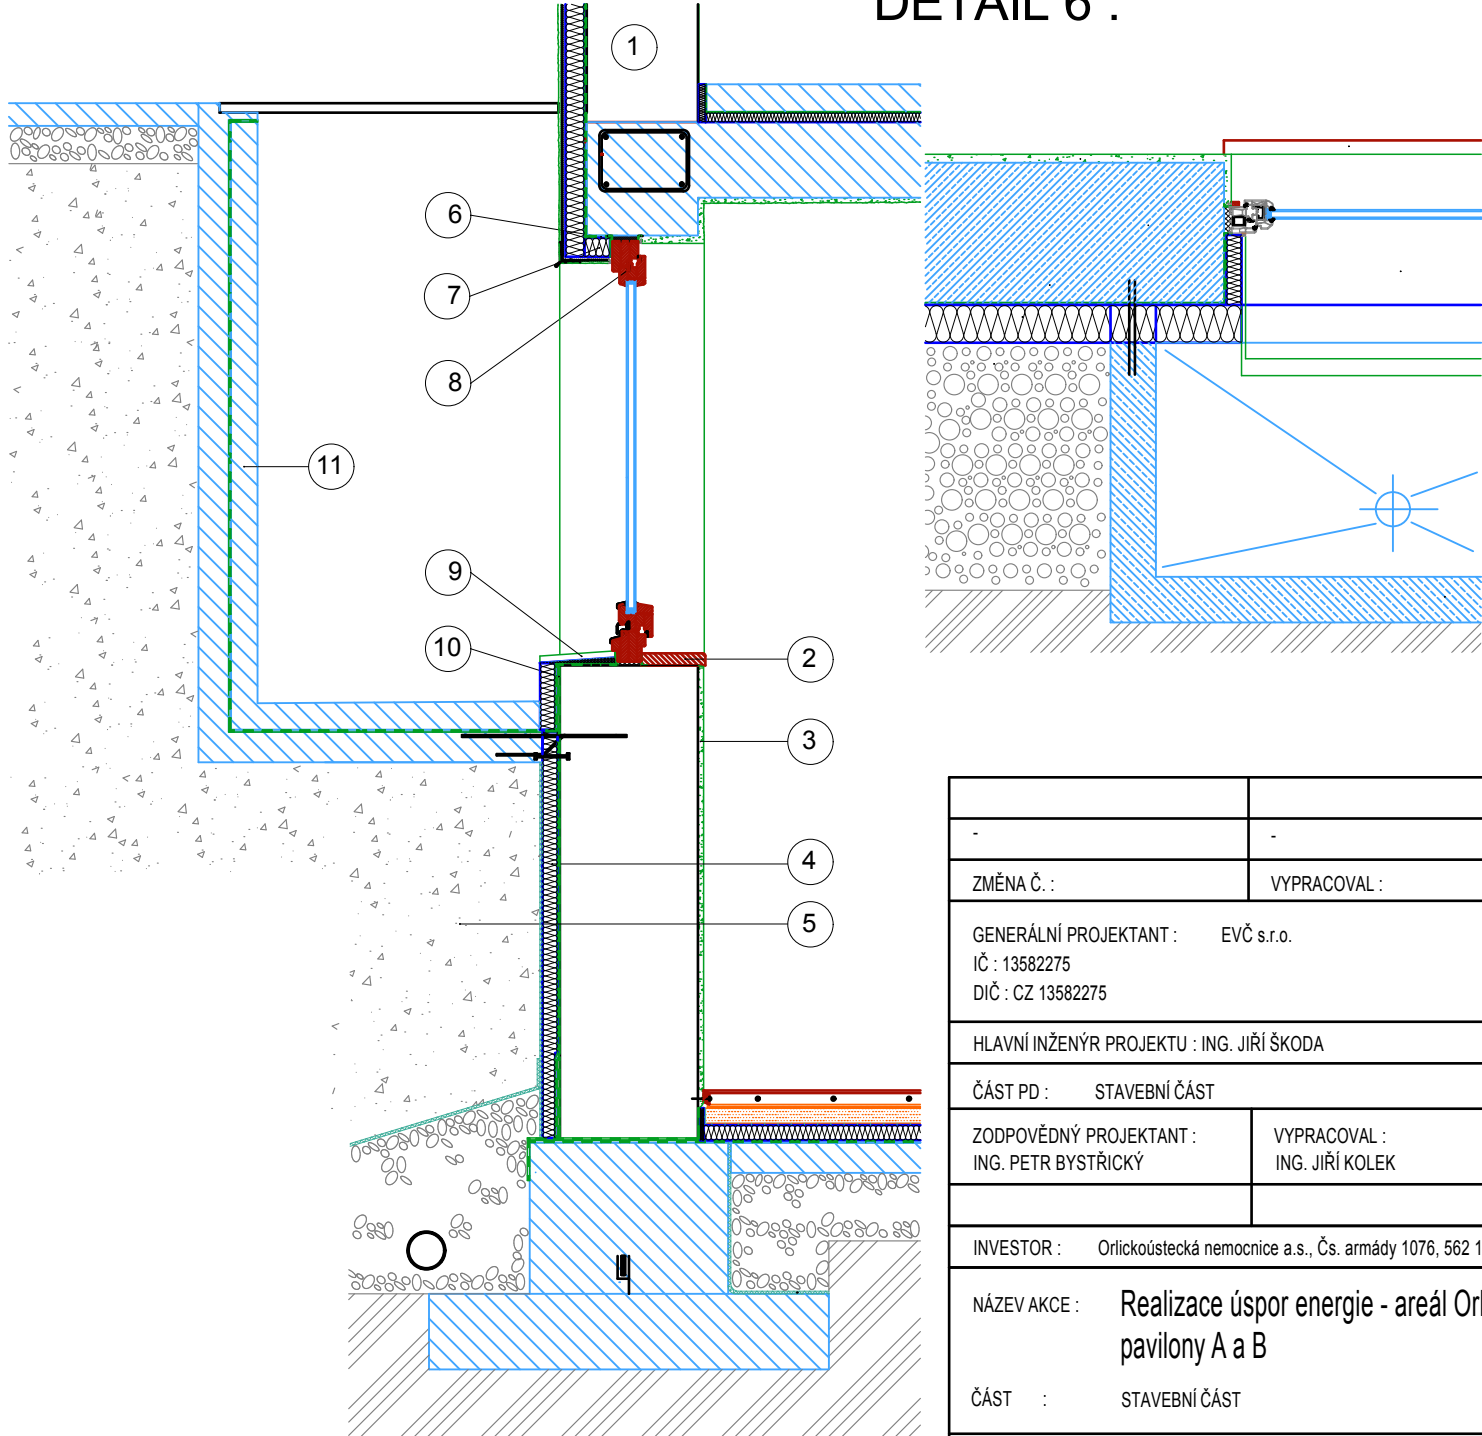 DETAIL 6 :
1
6
7
8
11
9
10
2
3
4
5
-
-
ZMĚNA Č. :
VYPRACOVAL :
GENERÁLNÍ PROJEKTANT : EVČ s.r.o.
IČ : 13582275
DIČ : CZ 13582275
HLAVNÍ INŽENÝR PROJEKTU : ING. JIŘÍ ŠKODA
ČÁST PD : STAVEBNÍ ČÁST
ZODPOVĚDNÝ PROJEKTANT :
ING. PETR BYSTŘICKÝ
VYPRACOVAL :
ING. JIŘÍ KOLEK
INVESTOR : Orlickoústecká nemocnice a.s., Čs. armády 1076, 562 1
NÁZEV AKCE : Realizace úspor energie - areál Orl
pavilony A a B
ČÁST : STAVEBNÍ ČÁST